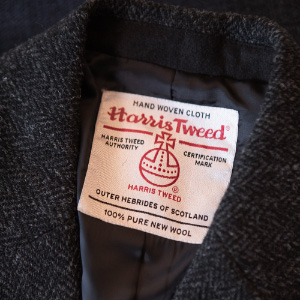 HAND WOVEN CLOTH
Harris Tweed®
HARRIS TWEED
AUTHORITY
CERTIFICATION
MARK
®
HARRIS TWEED
OUTER HEBRIDES OF SCOTLAND
100% PURE NEW WOOL